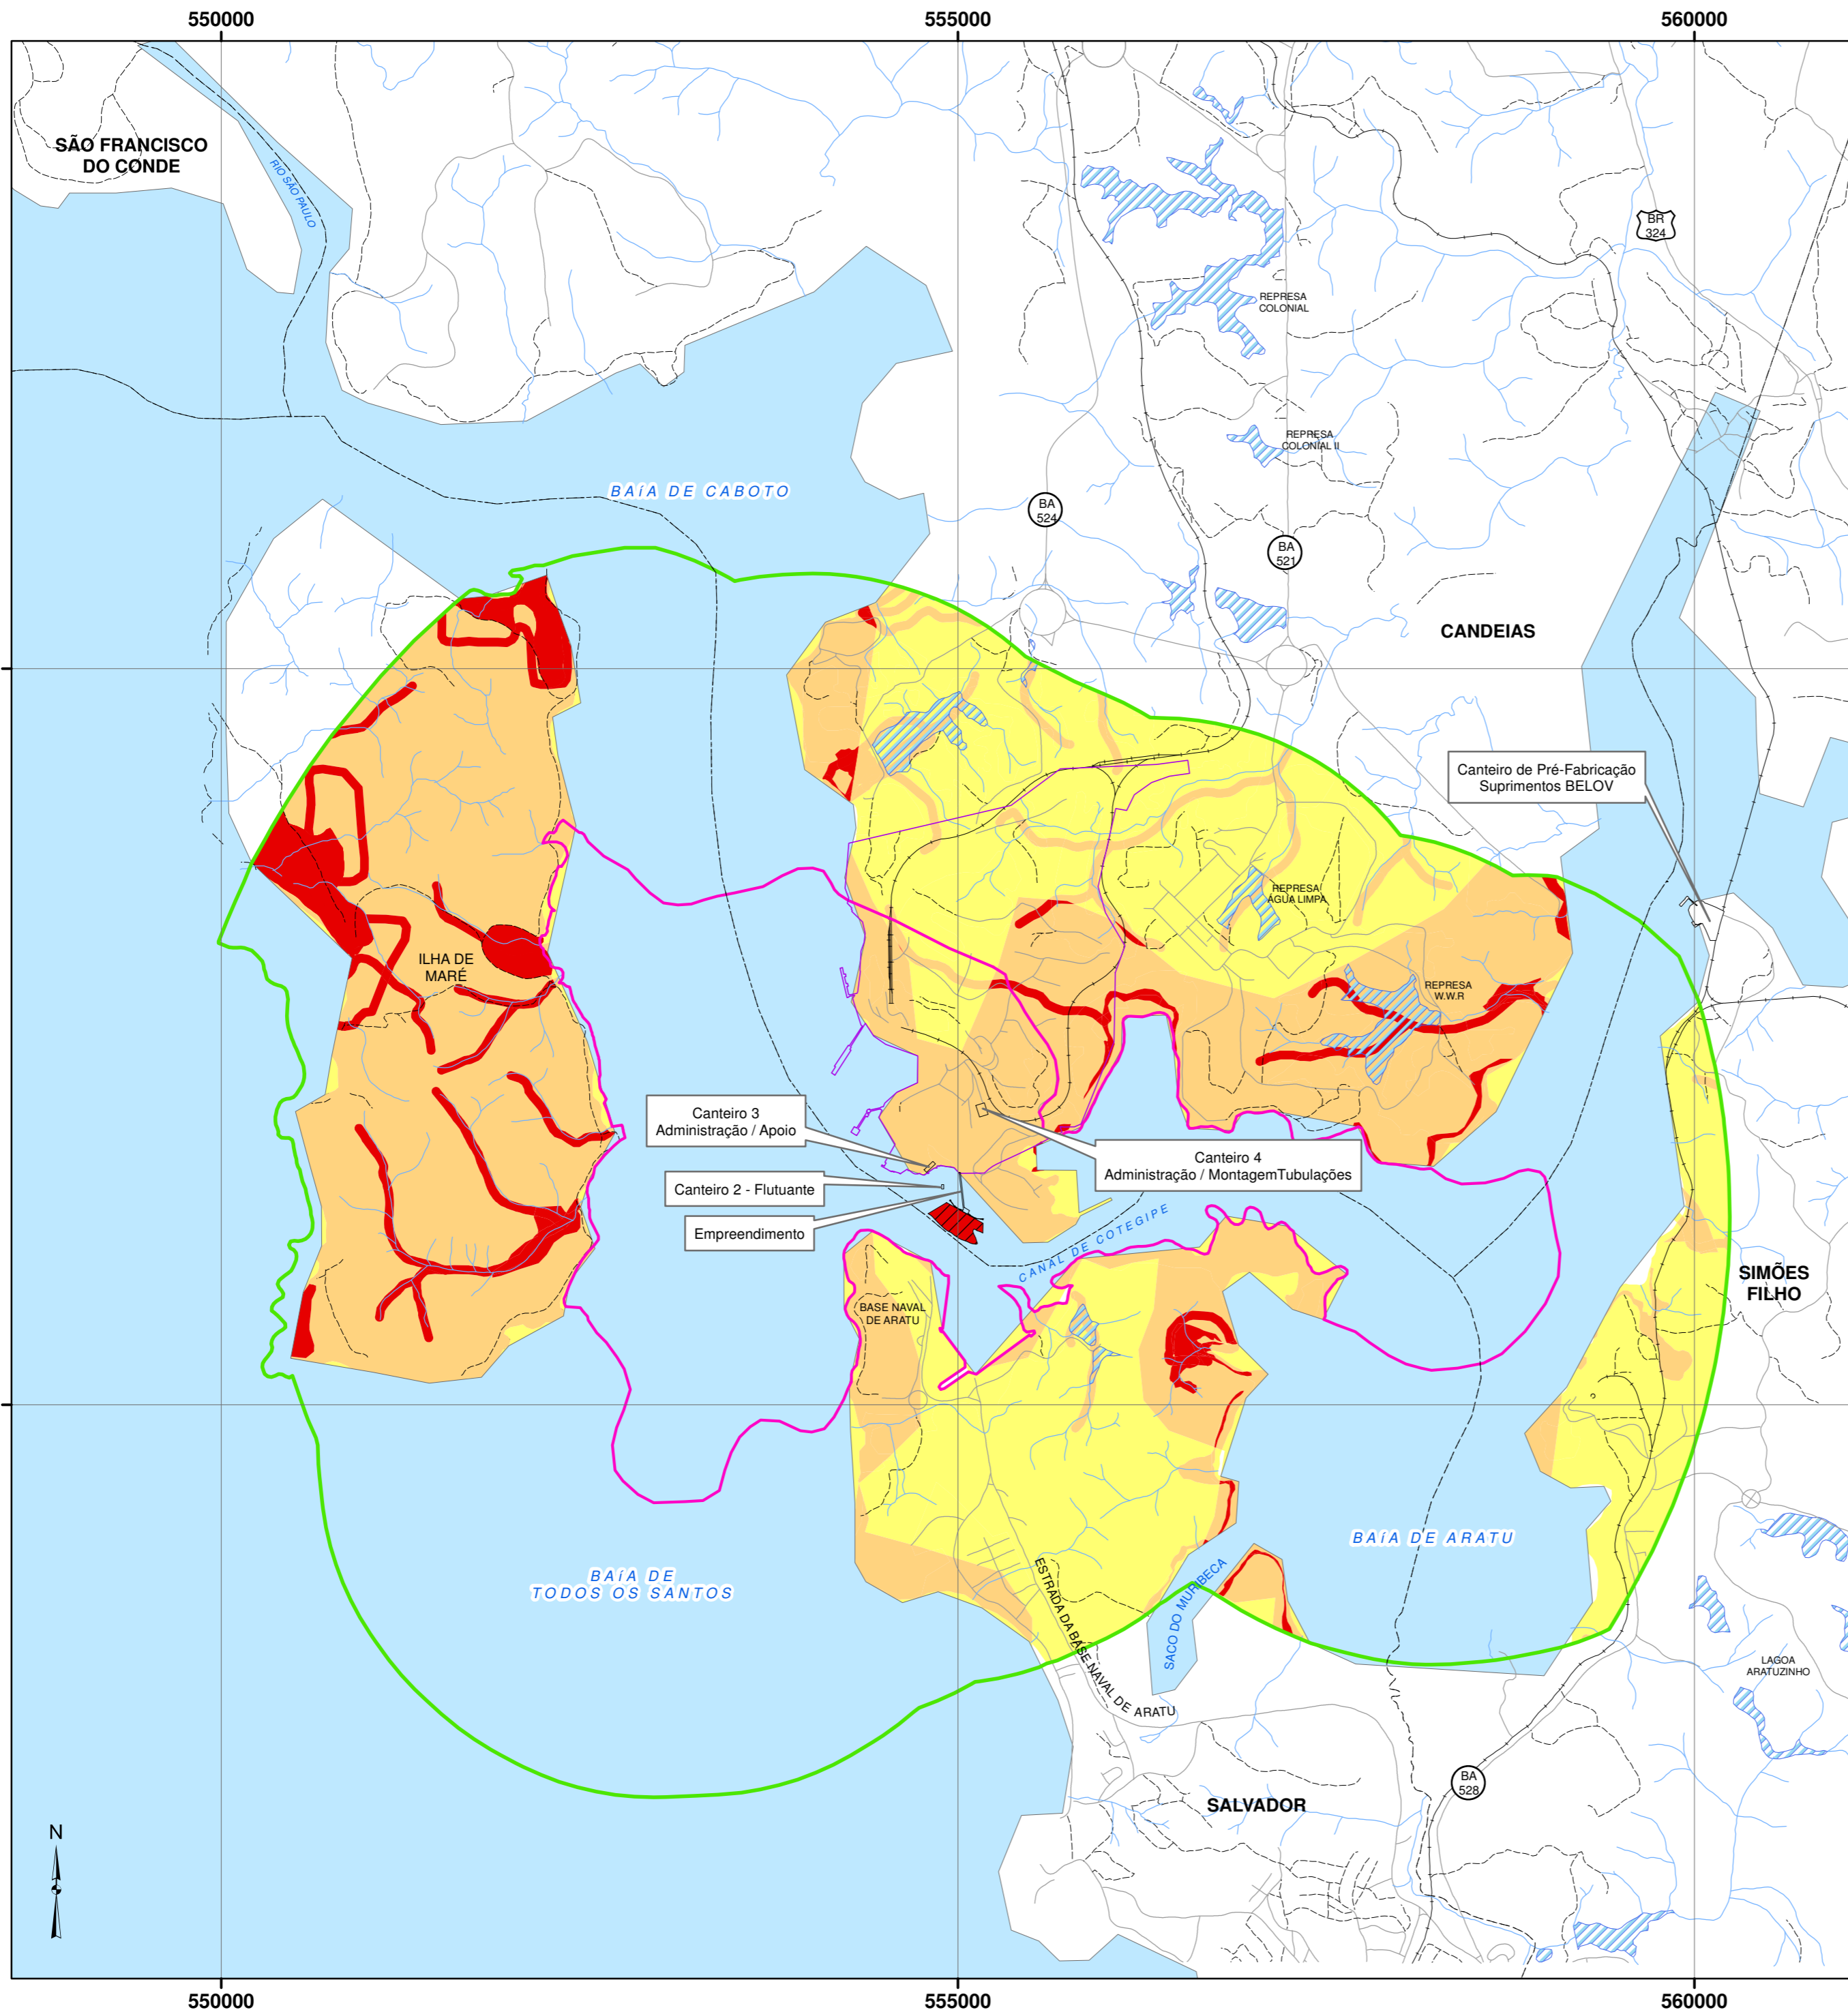 550000
555000
560000
SÃO FRANCISCO
DO CONDE
RIO SÃO PAULO
BR
324
REPRESA
COLONIAL
REPRESA
COLONIAL II
BAíA DE CABOTO
BA
524
BA
521
CANDEIAS
Canteiro de Pré-Fabricação
Suprimentos BELOV
REPRESA
ÁGUA LIMPA
ILHA DE
MARÉ
REPRESA
W.W.R
Canteiro 3
Administração / Apoio
Canteiro 4
Administração / MontagemTubulações
Canteiro 2 - Flutuante
Empreendimento
CANAL DE COTEGIPE
SIMÕES
FILHO
BASE NAVAL
DE ARATU
BAíA DE ARATU
BAíA DE
TODOS OS SANTOS
ESTRADA DA BASE NAVAL DE ARATU
SACO DO MURIBECA
LAGOA
ARATUZINHO
BA
528
SALVADOR
N
550000
555000
560000